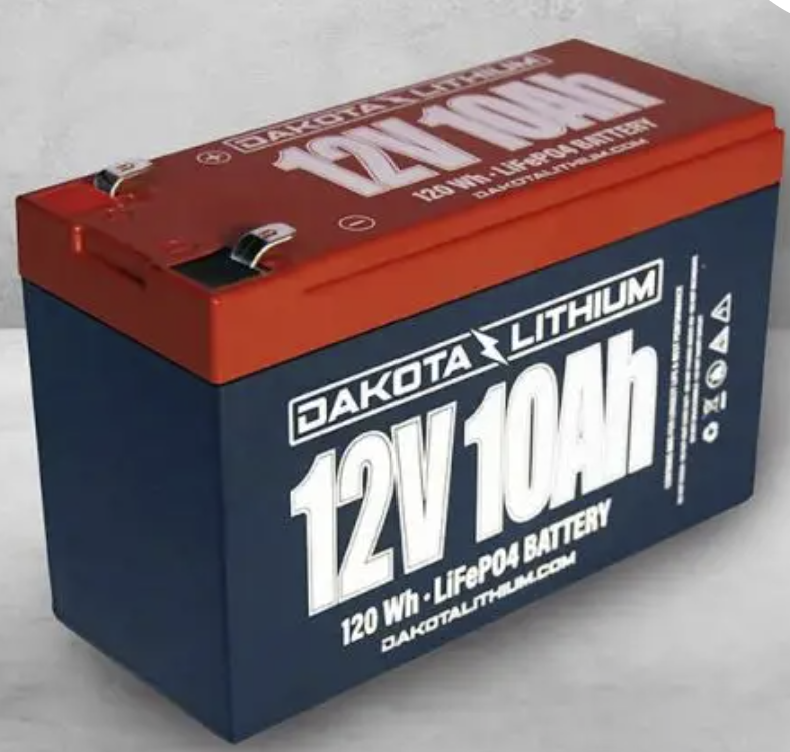 DAKOTA LITHIUM
12V 10Ah
120 Wh · LiFePO4 BATTERY
DAKOTALITHIUM.COM
+
−
DAKOTA LITHIUM
12V 10Ah
120 Wh · LiFePO4 BATTERY
DAKOTALITHIUM.COM